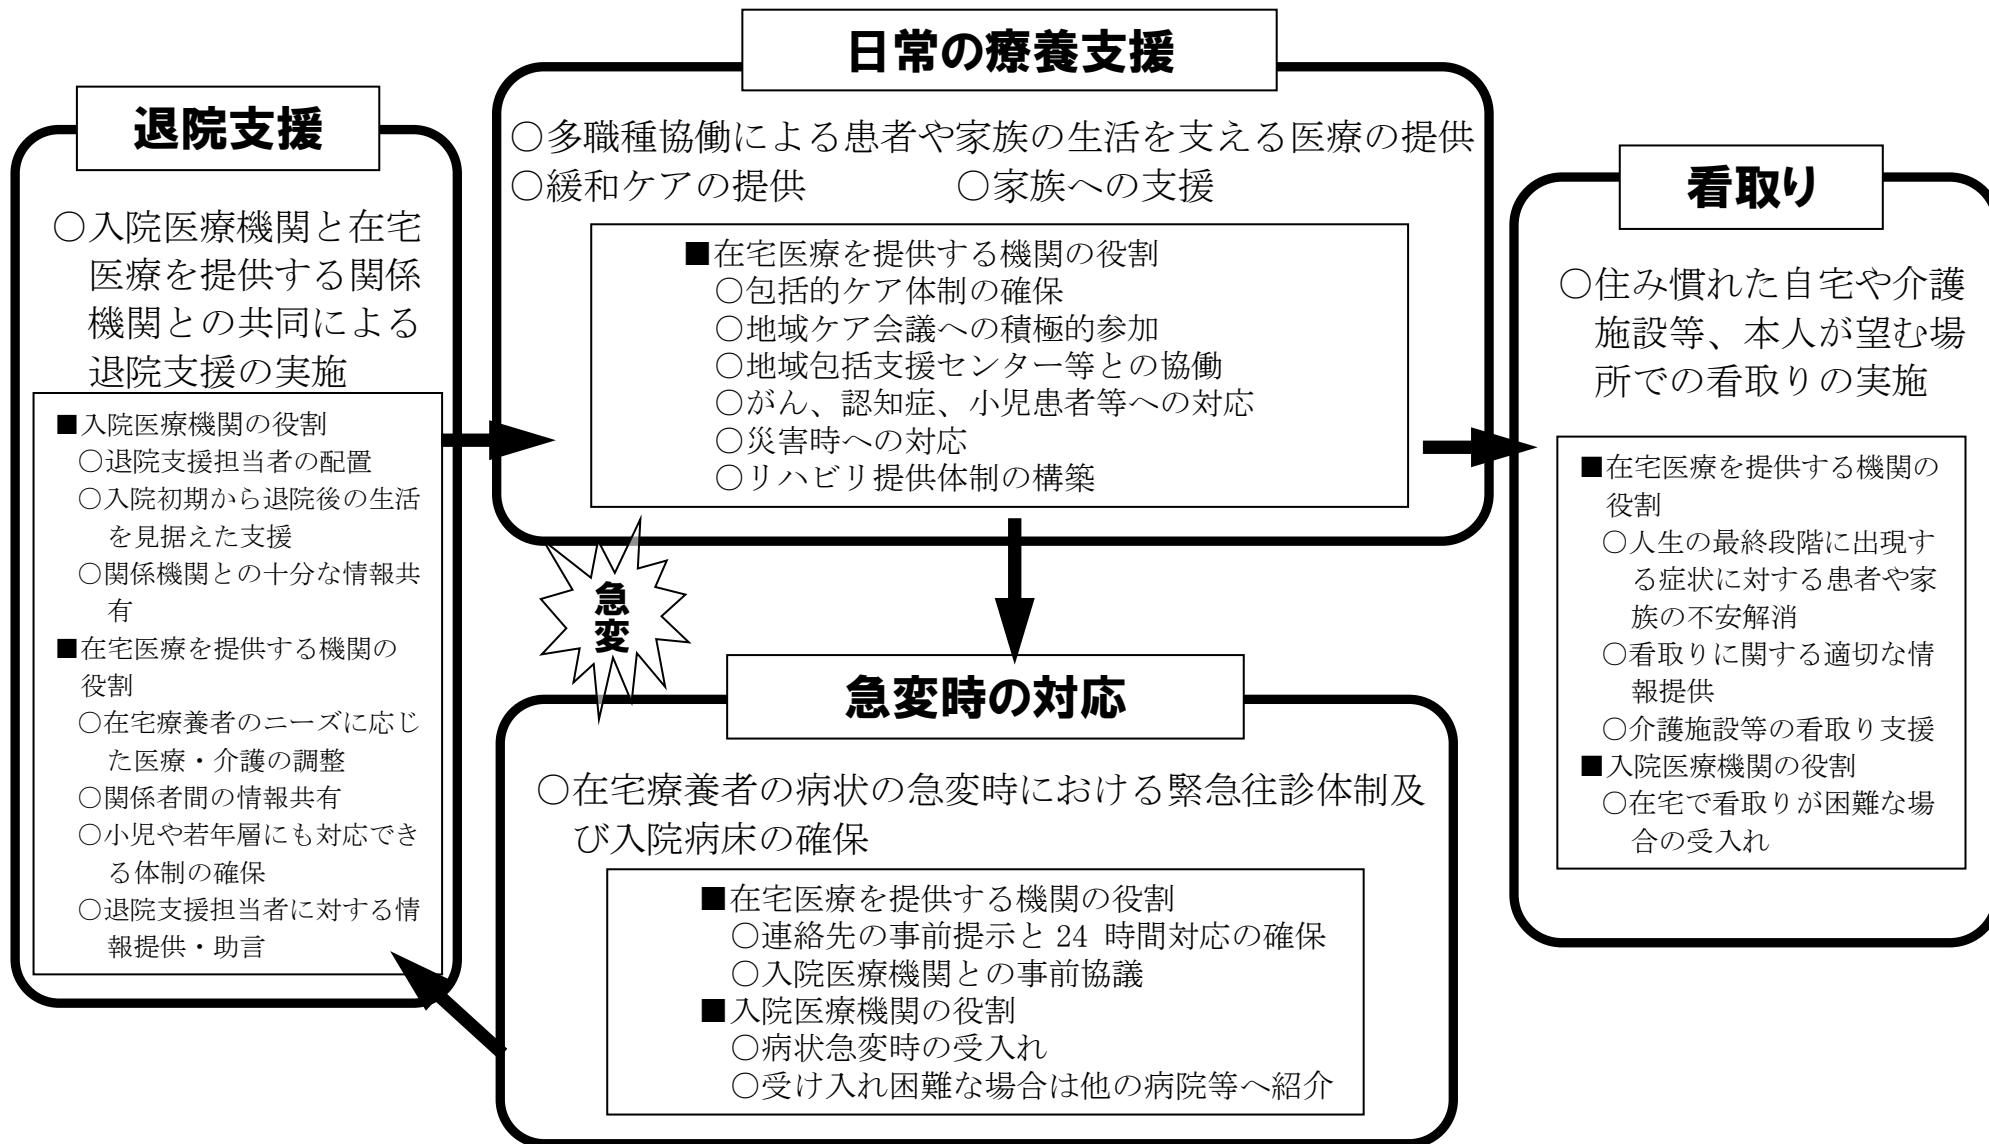 退院支援
○入院医療機関と在宅
医療を提供する関係
機関との共同による
退院支援の実施
■入院医療機関の役割
○退院支援担当者の配置
○入院初期から退院後の生活
を見据えた支援
○関係機関との十分な情報共
有
■在宅医療を提供する機関の
役割
○在宅療養者のニーズに応じ
た医療・介護の調整
○関係者間の情報共有
○小児や若年層にも対応でき
る体制の確保
○退院支援担当者に対する情
報提供・助言
日常の療養支援
○多職種協働による患者や家族の生活を支える医療の提供
○緩和ケアの提供　　　　○家族への支援
■在宅医療を提供する機関の役割
○包括的ケア体制の確保
○地域ケア会議への積極的参加
○地域包括支援センター等との協働
○がん、認知症、小児患者等への対応
○災害時への対応
○リハビリ提供体制の構築
急変
急変時の対応
○在宅療養者の病状の急変時における緊急往診体制及
び入院病床の確保
■在宅医療を提供する機関の役割
○連絡先の事前提示と 24 時間対応の確保
○入院医療機関との事前協議
■入院医療機関の役割
○病状急変時の受入れ
○受け入れ困難な場合は他の病院等へ紹介
看取り
○住み慣れた自宅や介護
施設等、本人が望む場
所での看取りの実施
■在宅医療を提供する機関の
役割
○人生の最終段階に出現す
る症状に対する患者や家
族の不安解消
○看取りに関する適切な情
報提供
○介護施設等の看取り支援
■入院医療機関の役割
○在宅で看取りが困難な場
合の受入れ